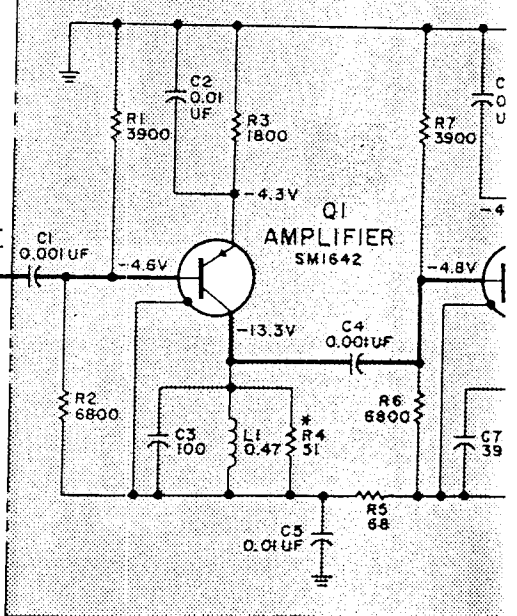 C2
0.01
UF
R1
3900
R3
1800
R7
3900
C
0
U
-4.3V
-4
Q1
AMPLIFIER
SM1642
C1
0.001UF
-4.6V
-4.8V
-13.3V
C4
0.001UF
R2
6800
C3
100
L1
0.47
*
R4
51
R6
6800
C7
39
R5
68
C5
0.01UF